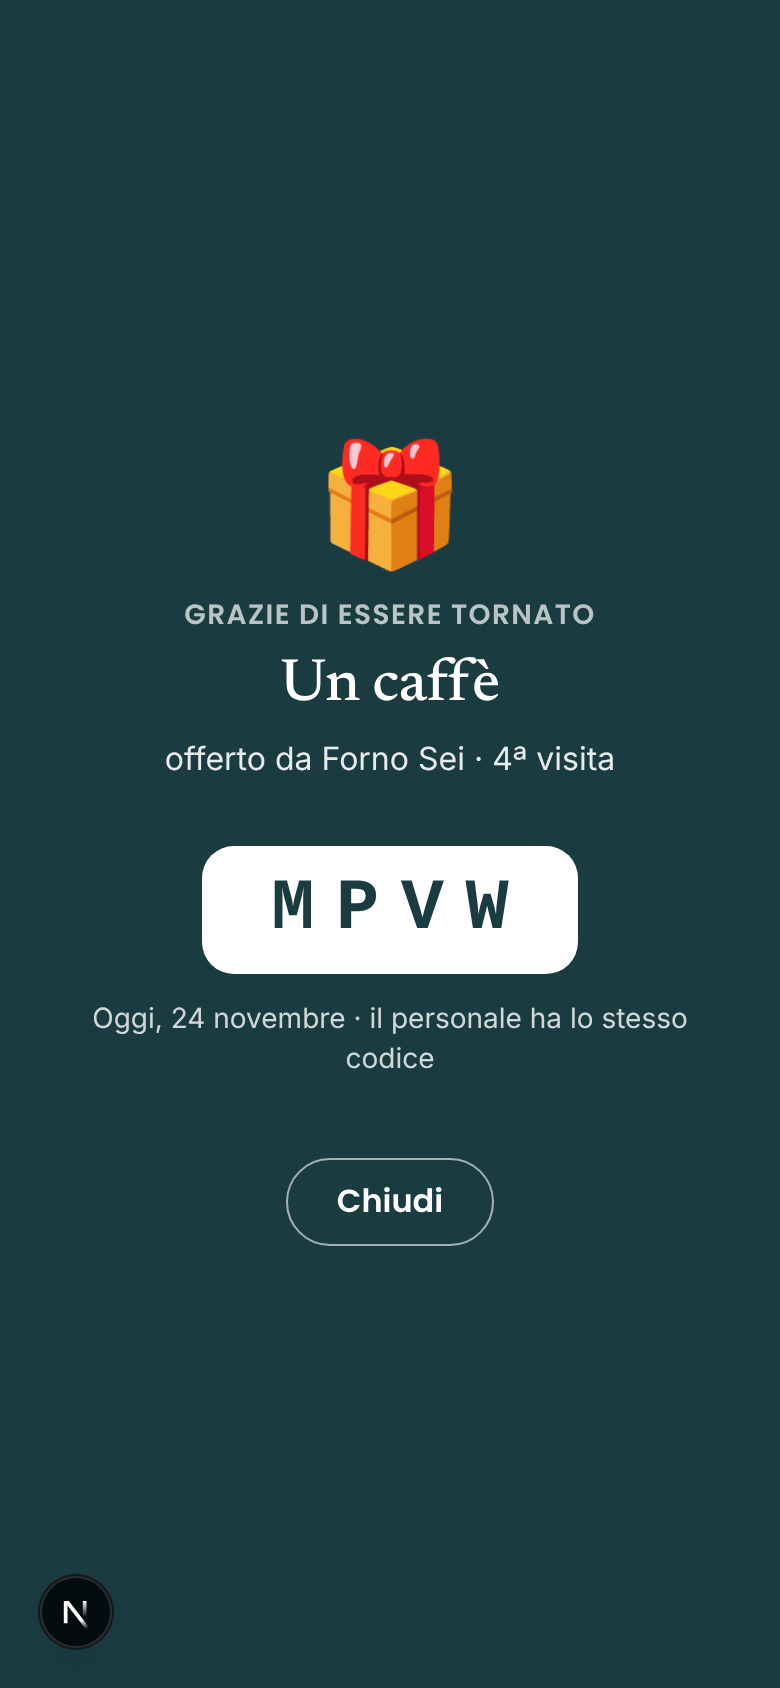 GRAZIE DI ESSERE TORNATO
Un caffè
offerto da Forno Sei · 4ª visita
MPVW
Oggi, 24 novembre · il personale ha lo stesso
codice
Chiudi
N